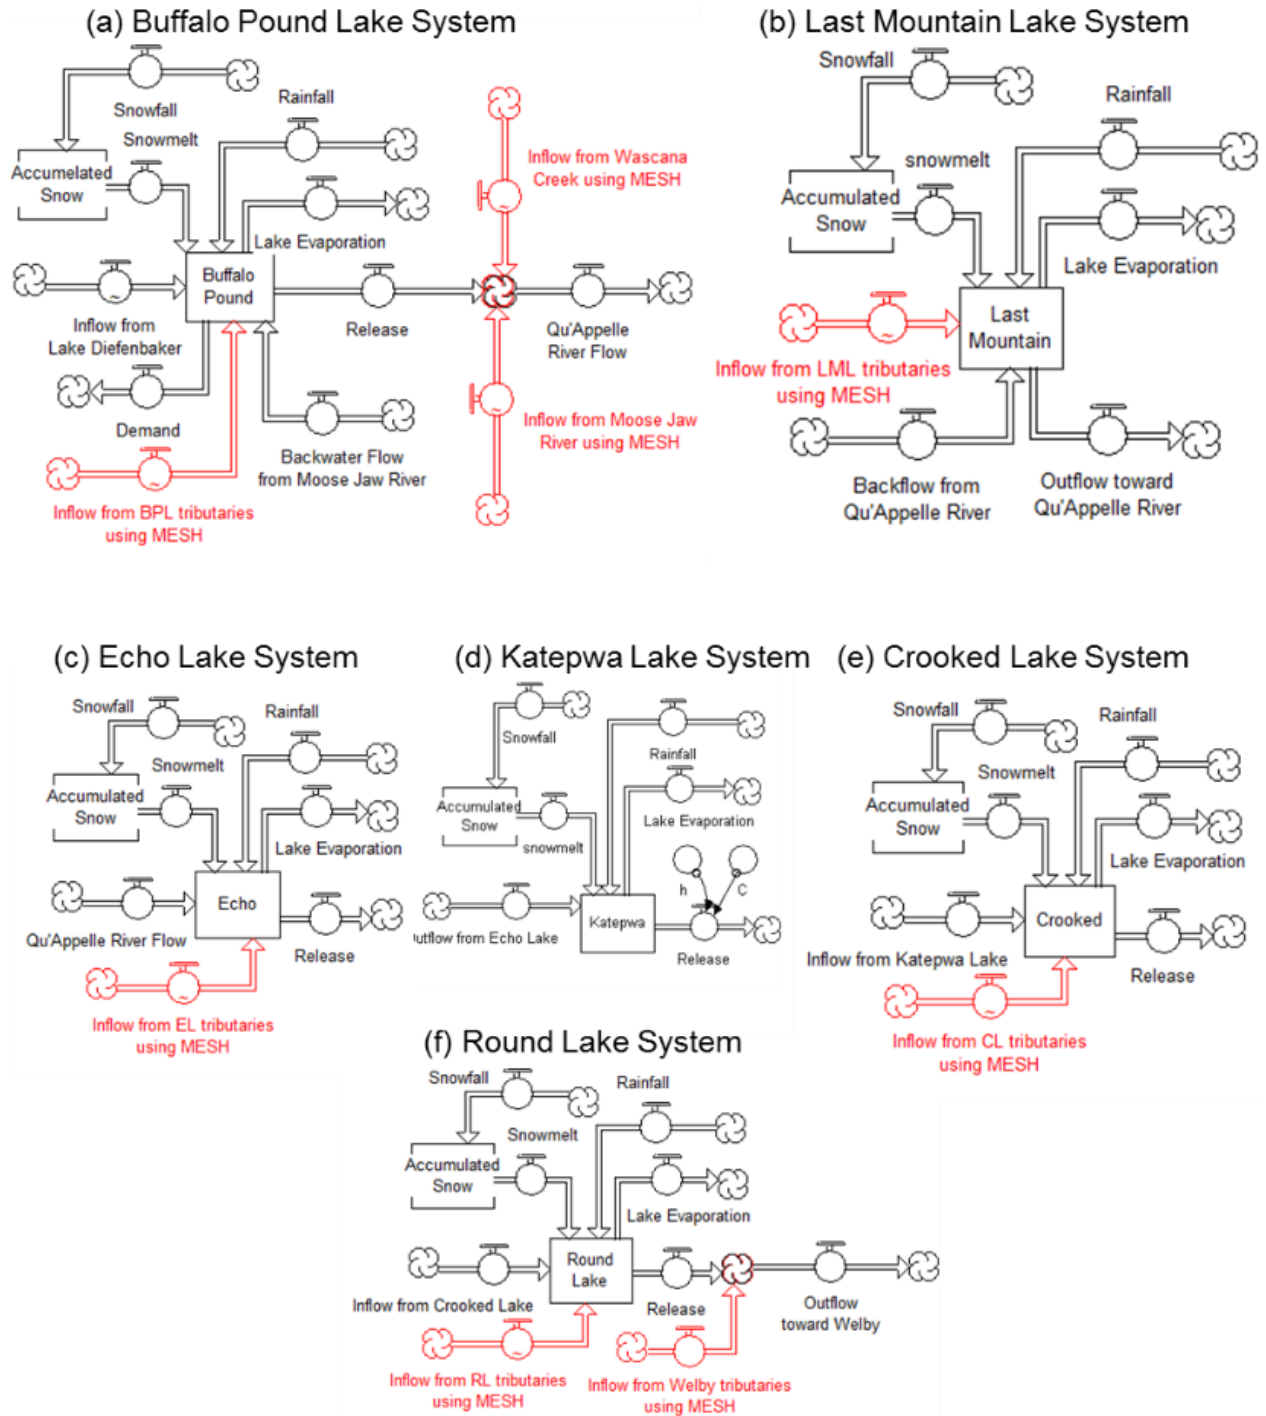 (a) Buffalo Pound Lake System
Snowfall
Rainfall
Snowmelt
Accumelated
Snow
Inflow from Wascana
Creek using MESH
Lake Evaporation
Buffalo
Pound
Inflow from
Lake Diefenbaker
Release
Qu'Appelle
River Flow
Demand
Backwater Flow
from Moose Jaw River
Inflow from Moose Jaw
River using MESH
Inflow from BPL tributaries
using MESH
(b) Last Mountain Lake System
Snowfall
Rainfall
snowmelt
Accumulated
Snow
Lake Evaporation
Last
Mountain
Inflow from LML tributaries
using MESH
Backflow from
Qu'Appelle River
Outflow toward
Qu'Appelle River
(c) Echo Lake System
Snowfall
Rainfall
Snowmelt
Accumulated
Snow
Lake Evaporation
Echo
Qu'Appelle River Flow
Release
Inflow from EL tributaries
using MESH
(d) Katepwa Lake System
Snowfall
Rainfall
Accumulated
Snow
Lake Evaporation
snowmelt
h
C
Katepwa
utflow from Echo Lake
Release
(e) Crooked Lake System
Snowfall
Rainfall
Snowmelt
Accumulated
Snow
Lake Evaporation
Crooked
Inflow from Katepwa Lake
Release
Inflow from CL tributaries
using MESH
(f) Round Lake System
Snowfall
Rainfall
Snowmelt
Accumulated
Snow
Lake Evaporation
Round
Lake
Inflow from Crooked Lake
Release
Outflow
toward Welby
Inflow from RL tributaries
using MESH
Inflow from Welby tributaries
using MESH